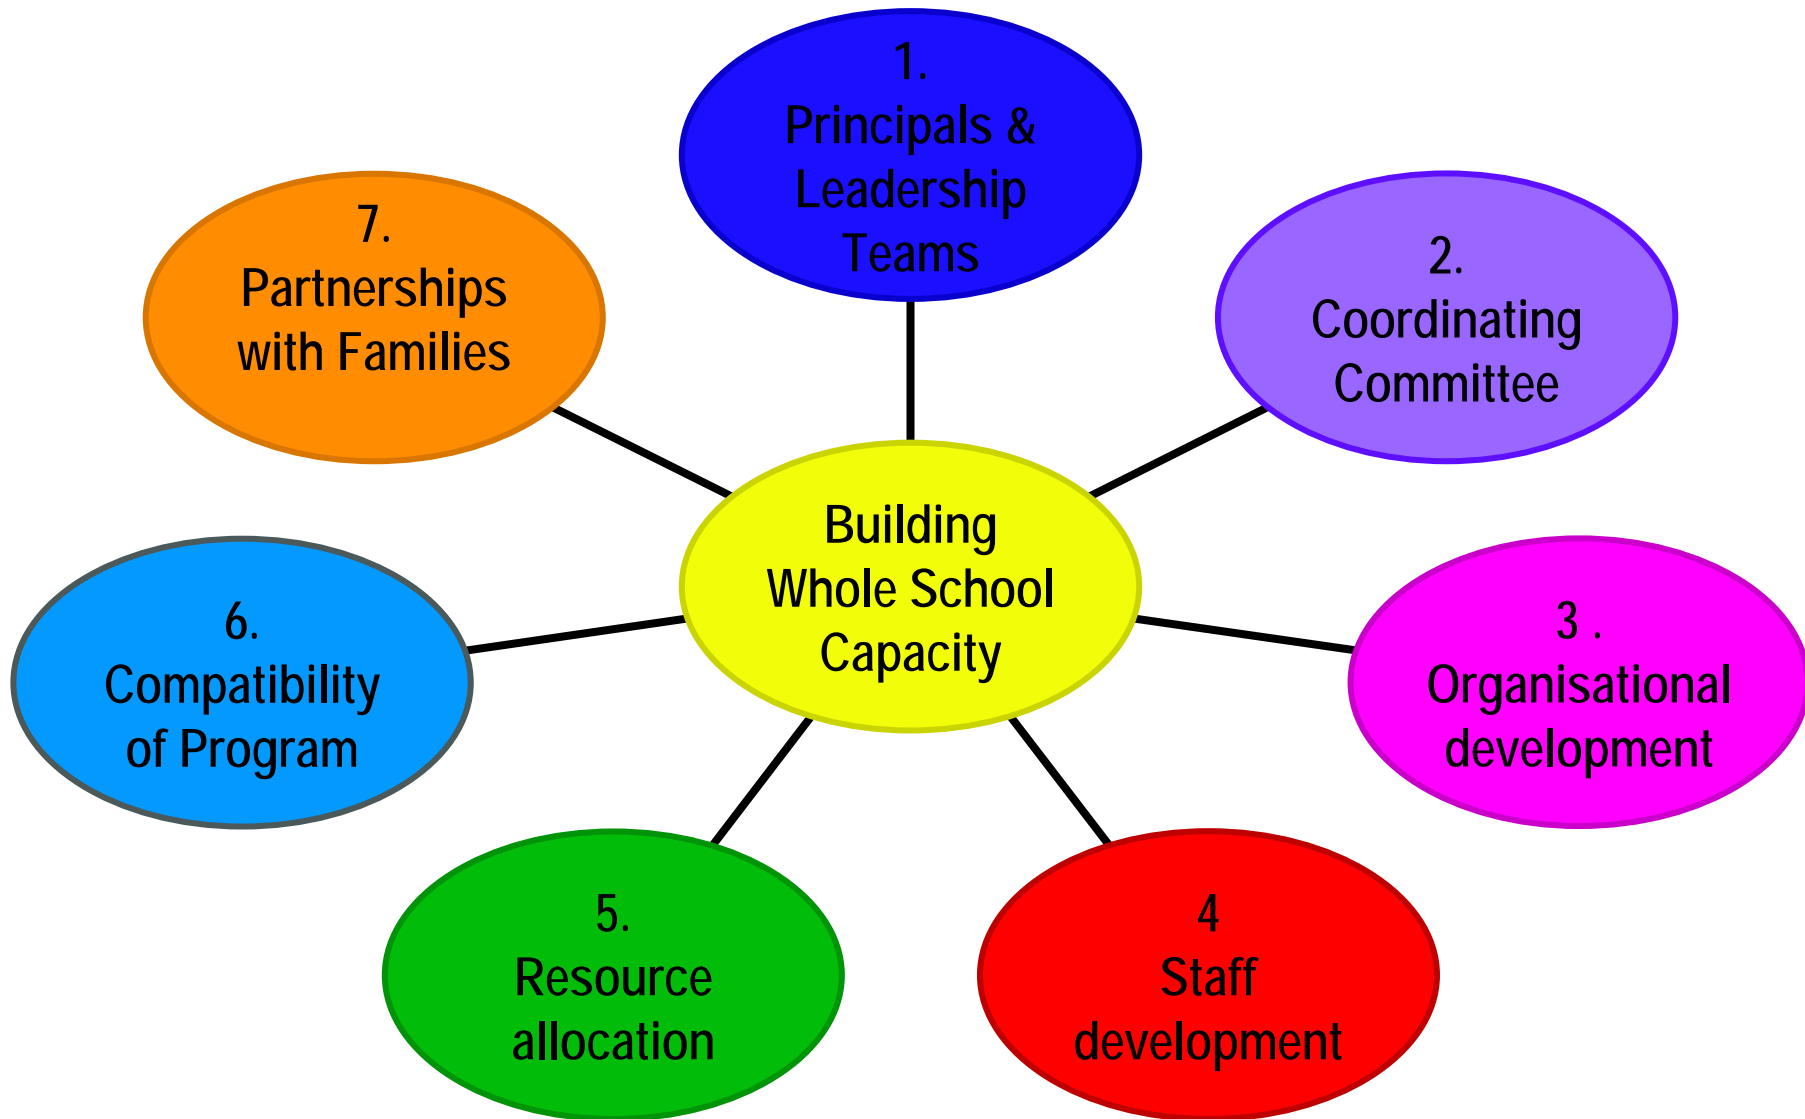 1.
Principals &
Leadership
Teams
2.
Coordinating
Committee
3 .
Organisational
development
4
Staff
development
5.
Resource
allocation
6.
Compatibility
of Program
7.
Partnerships
with Families
Building
Whole School
Capacity